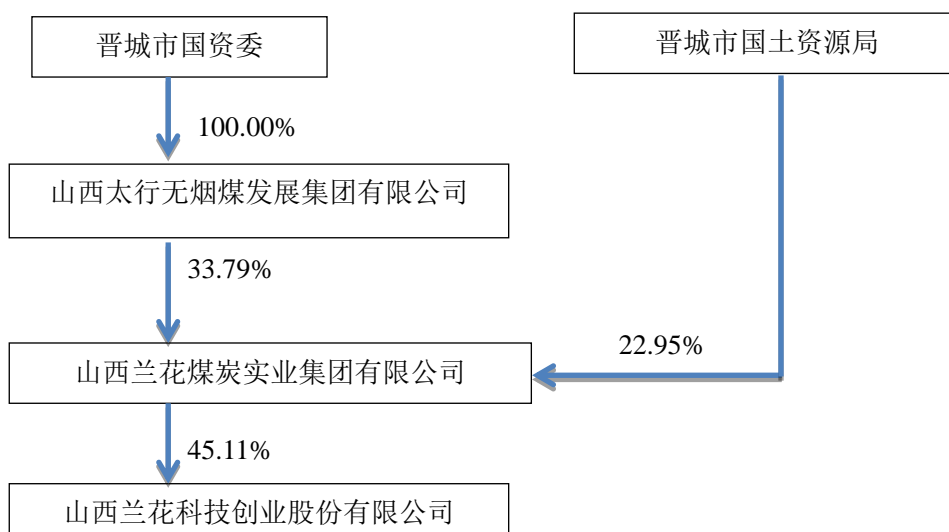 晋城市国资委
晋城市国土资源局
100.00%
山西太行无烟煤发展集团有限公司
33.79%
22.95%
山西兰花煤炭实业集团有限公司
45.11%
山西兰花科技创业股份有限公司